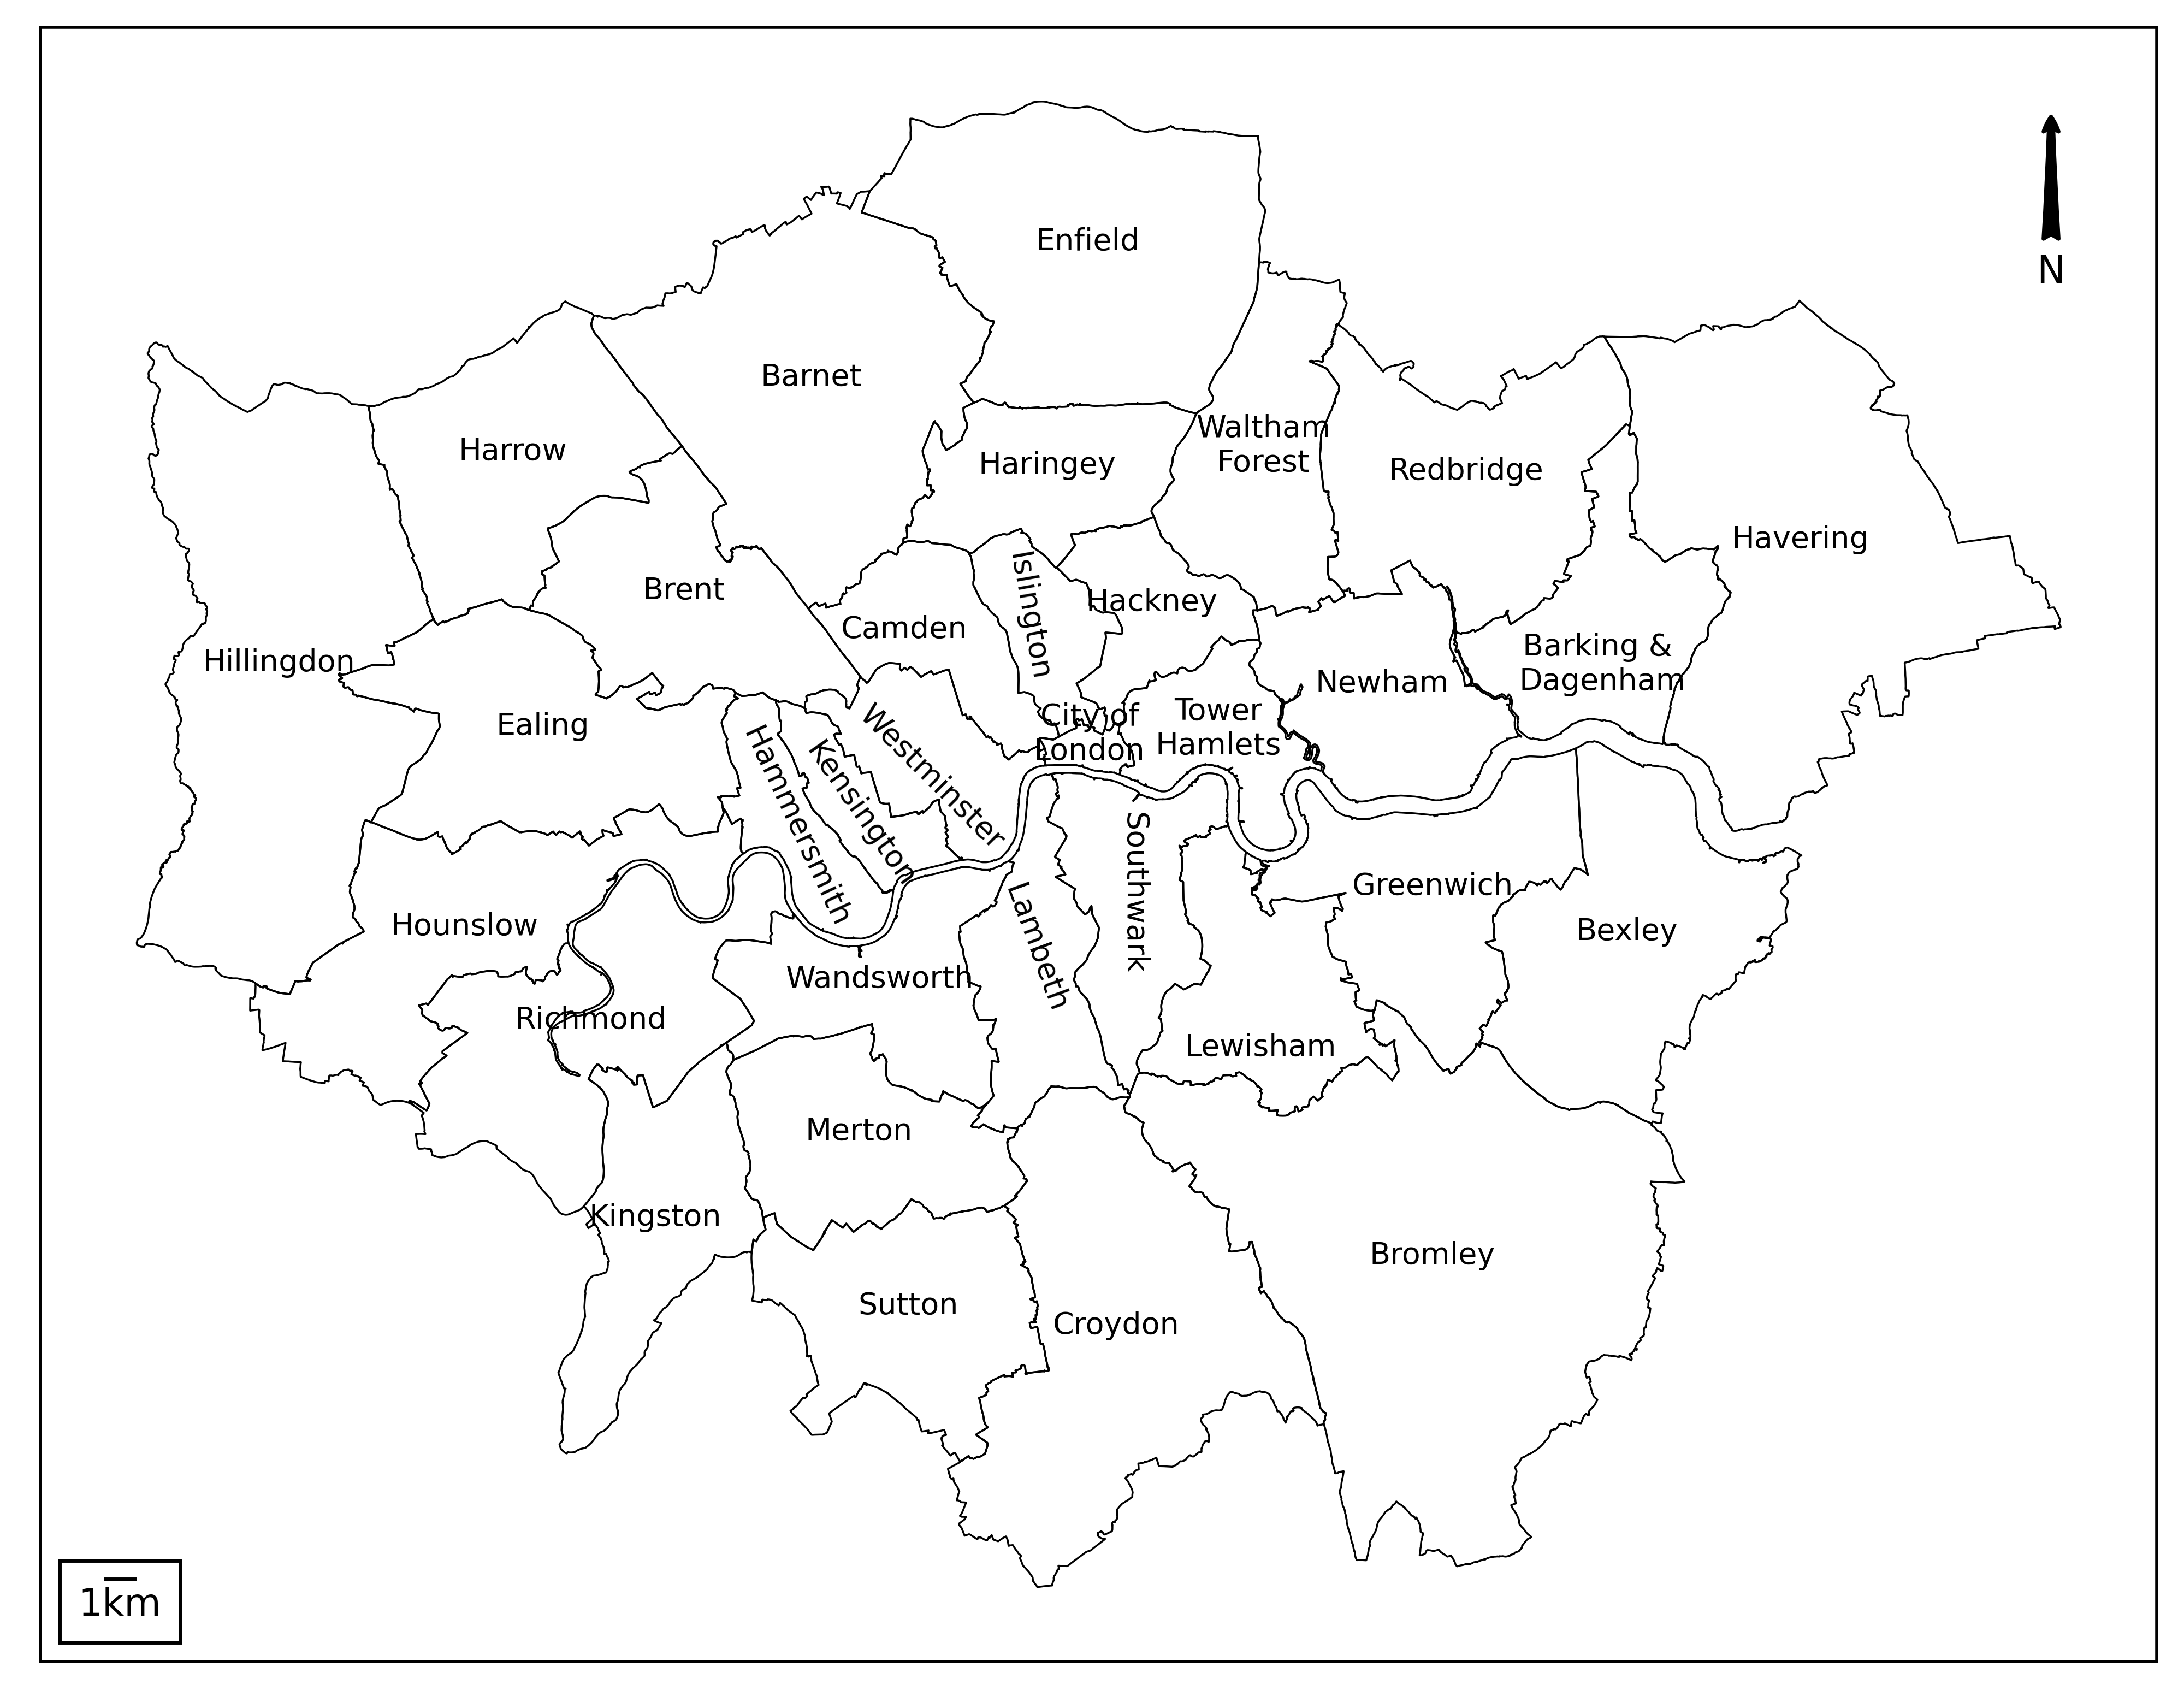 Enfield
N
Barnet
Harrow
Haringey
Waltham
Forest
Redbridge
Havering
Brent
Camden
Islington
Hackney
Hillingdon
Ealing
Newham
Barking &
Dagenham
Hammersmith
Kensington
Westminster
City of
London
Tower
Hamlets
Hounslow
Richmond
Wandsworth
Lambeth
Southwark
Lewisham
Greenwich
Bexley
Merton
Kingston
Sutton
Croydon
Bromley
1km